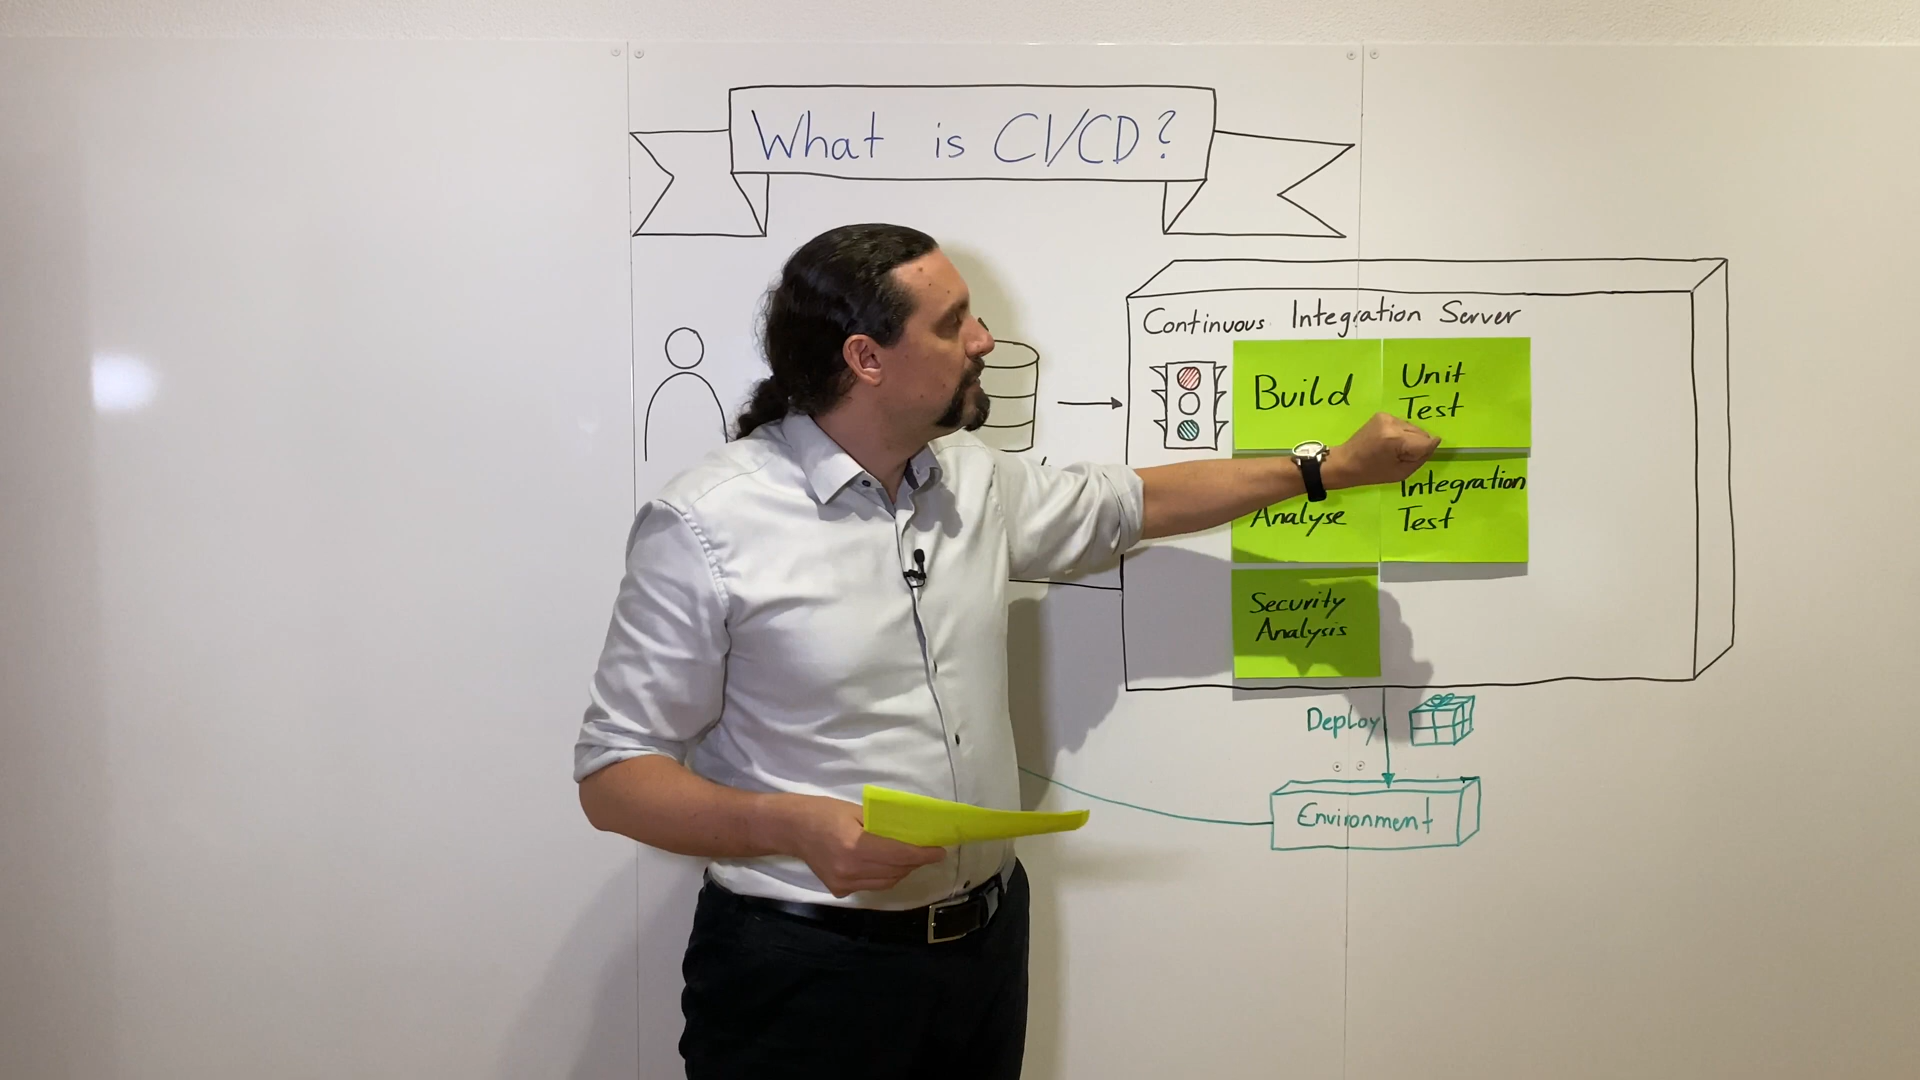 What is CI/CD?
Continuous Integration Server
Build
Unit
Test
Analyse
Integration
Test
Security
Analysis
Deploy
Environment